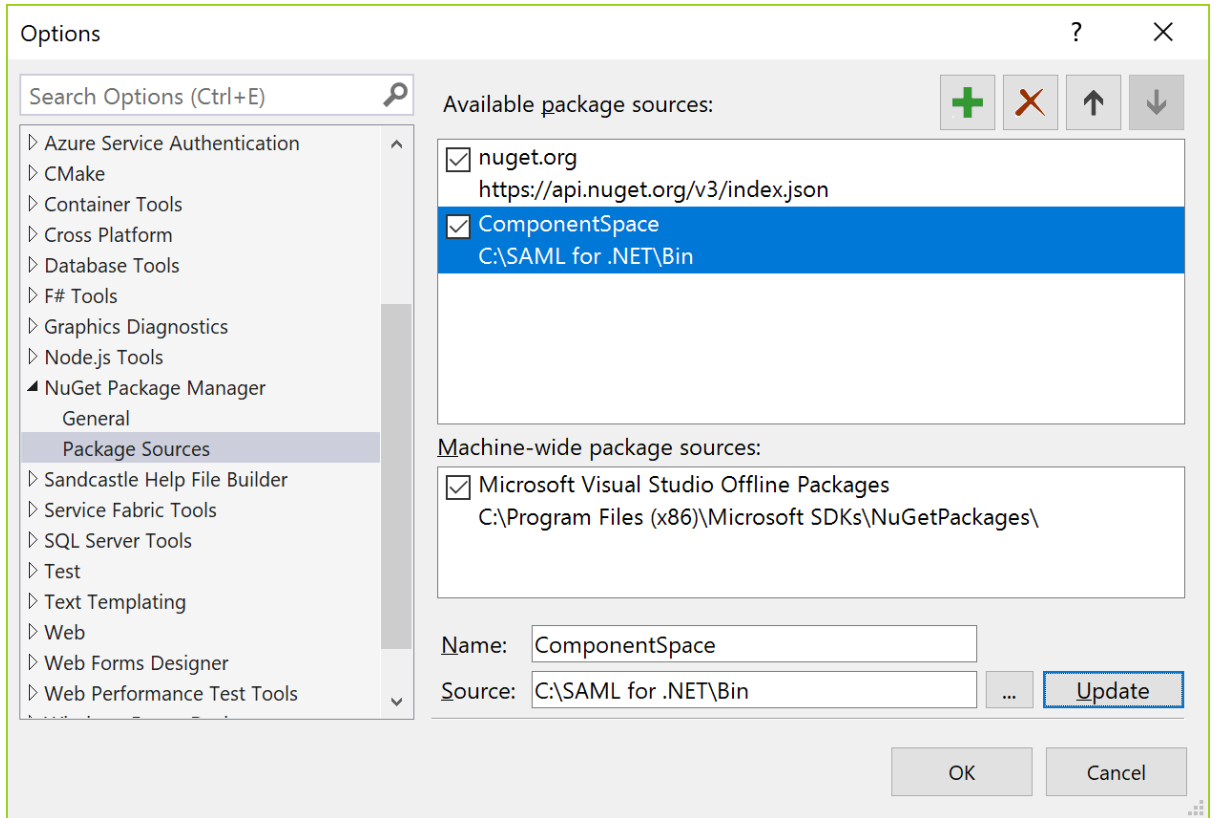 Options
?
Search Options (Ctrl+E)
Azure Service Authentication
CMake
Container Tools
Cross Platform
Database Tools
F# Tools
Graphics Diagnostics
Node.js Tools
NuGet Package Manager
General
Package Sources
Sandcastle Help File Builder
Service Fabric Tools
SQL Server Tools
Test
Text Templating
Web
Web Forms Designer
Web Performance Test Tools
Available package sources:
nuget.org
https://api.nuget.org/v3/index.json
ComponentSpace
C:\SAML for .NET\Bin
Machine-wide package sources:
Microsoft Visual Studio Offline Packages
C:\Program Files (x86)\Microsoft SDKs\NuGetPackages\
Name: ComponentSpace
Source: C:\SAML for .NET\Bin ... Update
OK Cancel